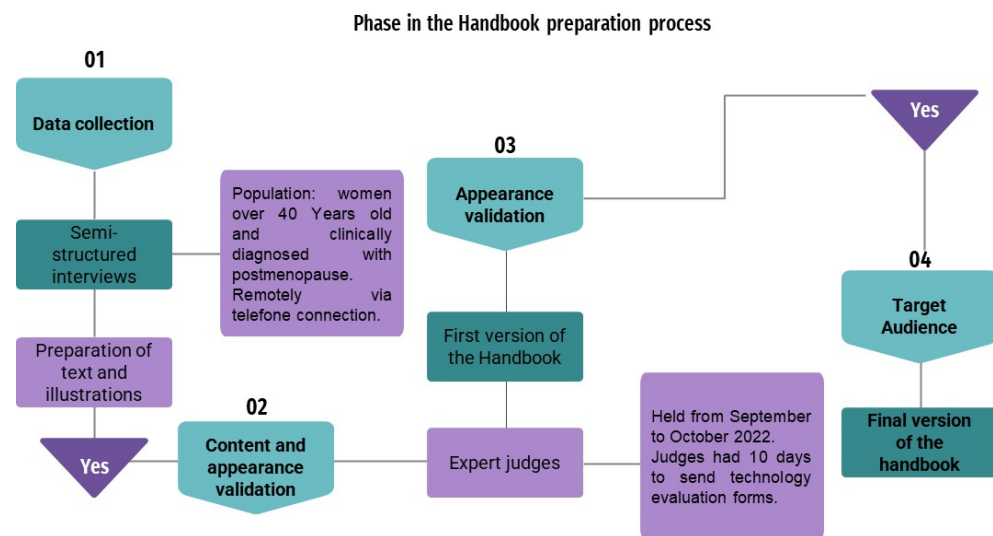 Phase in the Handbook preparation process
01
Data collection
Semi-
structured
interviews
Population: women
over 40 Years old
and clinically
diagnosed with
postmenopause.
Remotely via
telefone connection.
Preparation of
text and
illustrations
Yes
02
Content and
appearance
validation
Expert judges
Held from September
to October 2022.
Judges had 10 days
to send technology
evaluation forms.
First version of
the Handbook
03
Appearance
validation
Yes
04
Target
Audience
Final version
of the
handbook